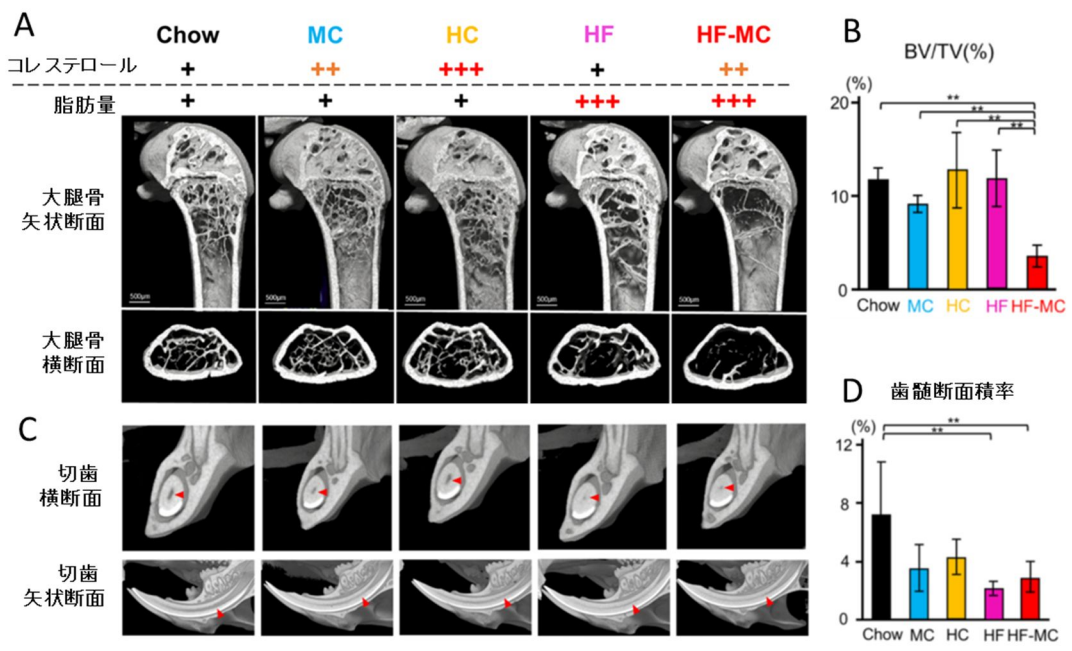 A
Chow MC HC HF HF-MC
コレステロール + ++ +++ + ++
脂肪量 + + + +++ +++
大腿骨
矢状断面
500μm 500μm 500μm 500μm 500μm
大腿骨
横断面
B
BV/TV(%)
(%)
**
**
**
**
20
10
0
Chow MC HC HF HF-MC
C
切歯
横断面
切歯
矢状断面
D 歯髄断面積率
(%)
**
**
12
8
4
0
Chow MC HC HF HF-MC